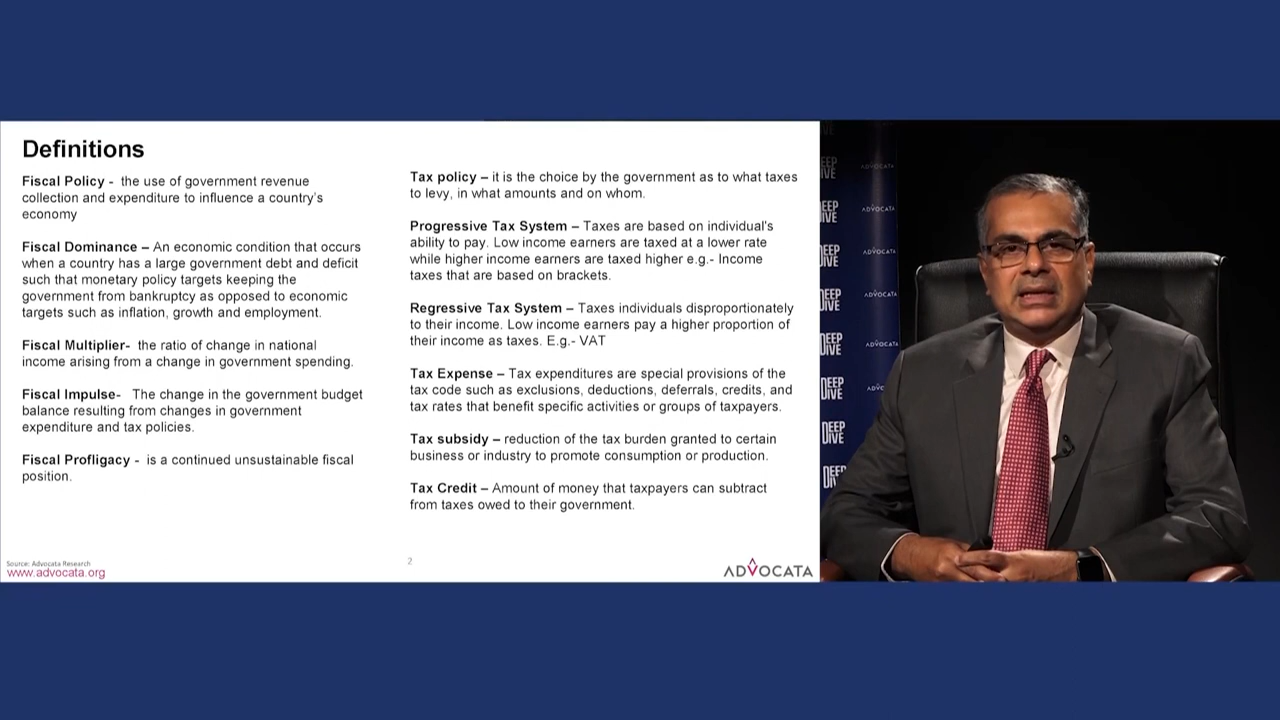 Definitions
Fiscal Policy - the use of government revenue
collection and expenditure to influence a country's
economy
Fiscal Dominance – An economic condition that occurs
when a country has a large government debt and deficit
such that monetary policy targets keeping the
government from bankruptcy as opposed to economic
targets such as inflation, growth and employment.
Fiscal Multiplier- the ratio of change in national
income arising from a change in government spending.
Fiscal Impulse- The change in the government budget
balance resulting from changes in government
expenditure and tax policies.
Fiscal Profligacy - is a continued unsustainable fiscal
position.
Tax policy – it is the choice by the government as to what taxes
to levy, in what amounts and on whom.
Progressive Tax System – Taxes are based on individual's
ability to pay. Low income earners are taxed at a lower rate
while higher income earners are taxed higher e.g.- Income
taxes that are based on brackets.
Regressive Tax System – Taxes individuals disproportionately
to their income. Low income earners pay a higher proportion of
their income as taxes. E.g.- VAT
Tax Expense – Tax expenditures are special provisions of the
tax code such as exclusions, deductions, deferrals, credits, and
tax rates that benefit specific activities or groups of taxpayers.
Tax subsidy – reduction of the tax burden granted to certain
business or industry to promote consumption or production.
Tax Credit – Amount of money that taxpayers can subtract
from taxes owed to their government.
Source: Advocata Research
www.advocata.org
2
ADVOCATA
ADVOCATA
ADVOCATA
ADVOCATA
ADVOCATA
ADVOCATA
DEEP
DIVE
DEEP
DIVE
DEEP
DIVE